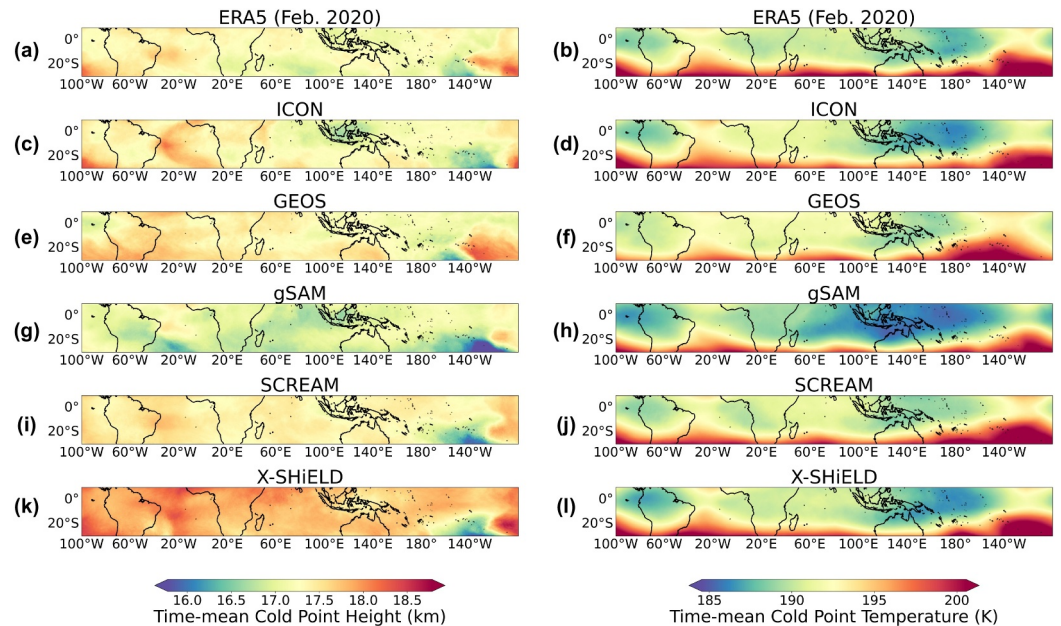 ERA5 (Feb. 2020)
(a)
0°
20°S
100°W 60°W 20°W 20°E 60°E 100°E 140°E 180° 140°W
ERA5 (Feb. 2020)
(b)
0°
20°S
100°W 60°W 20°W 20°E 60°E 100°E 140°E 180° 140°W
ICON
(c)
0°
20°S
100°W 60°W 20°W 20°E 60°E 100°E 140°E 180° 140°W
ICON
(d)
0°
20°S
100°W 60°W 20°W 20°E 60°E 100°E 140°E 180° 140°W
GEOS
(e)
0°
20°S
100°W 60°W 20°W 20°E 60°E 100°E 140°E 180° 140°W
GEOS
(f)
0°
20°S
100°W 60°W 20°W 20°E 60°E 100°E 140°E 180° 140°W
gSAM
(g)
0°
20°S
100°W 60°W 20°W 20°E 60°E 100°E 140°E 180° 140°W
gSAM
(h)
0°
20°S
100°W 60°W 20°W 20°E 60°E 100°E 140°E 180° 140°W
SCREAM
(i)
0°
20°S
100°W 60°W 20°W 20°E 60°E 100°E 140°E 180° 140°W
SCREAM
(j)
0°
20°S
100°W 60°W 20°W 20°E 60°E 100°E 140°E 180° 140°W
X-SHiELD
(k)
0°
20°S
100°W 60°W 20°W 20°E 60°E 100°E 140°E 180° 140°W
X-SHiELD
(l)
0°
20°S
100°W 60°W 20°W 20°E 60°E 100°E 140°E 180° 140°W
16.0 16.5 17.0 17.5 18.0 18.5
Time-mean Cold Point Height (km)
185 190 195 200
Time-mean Cold Point Temperature (K)